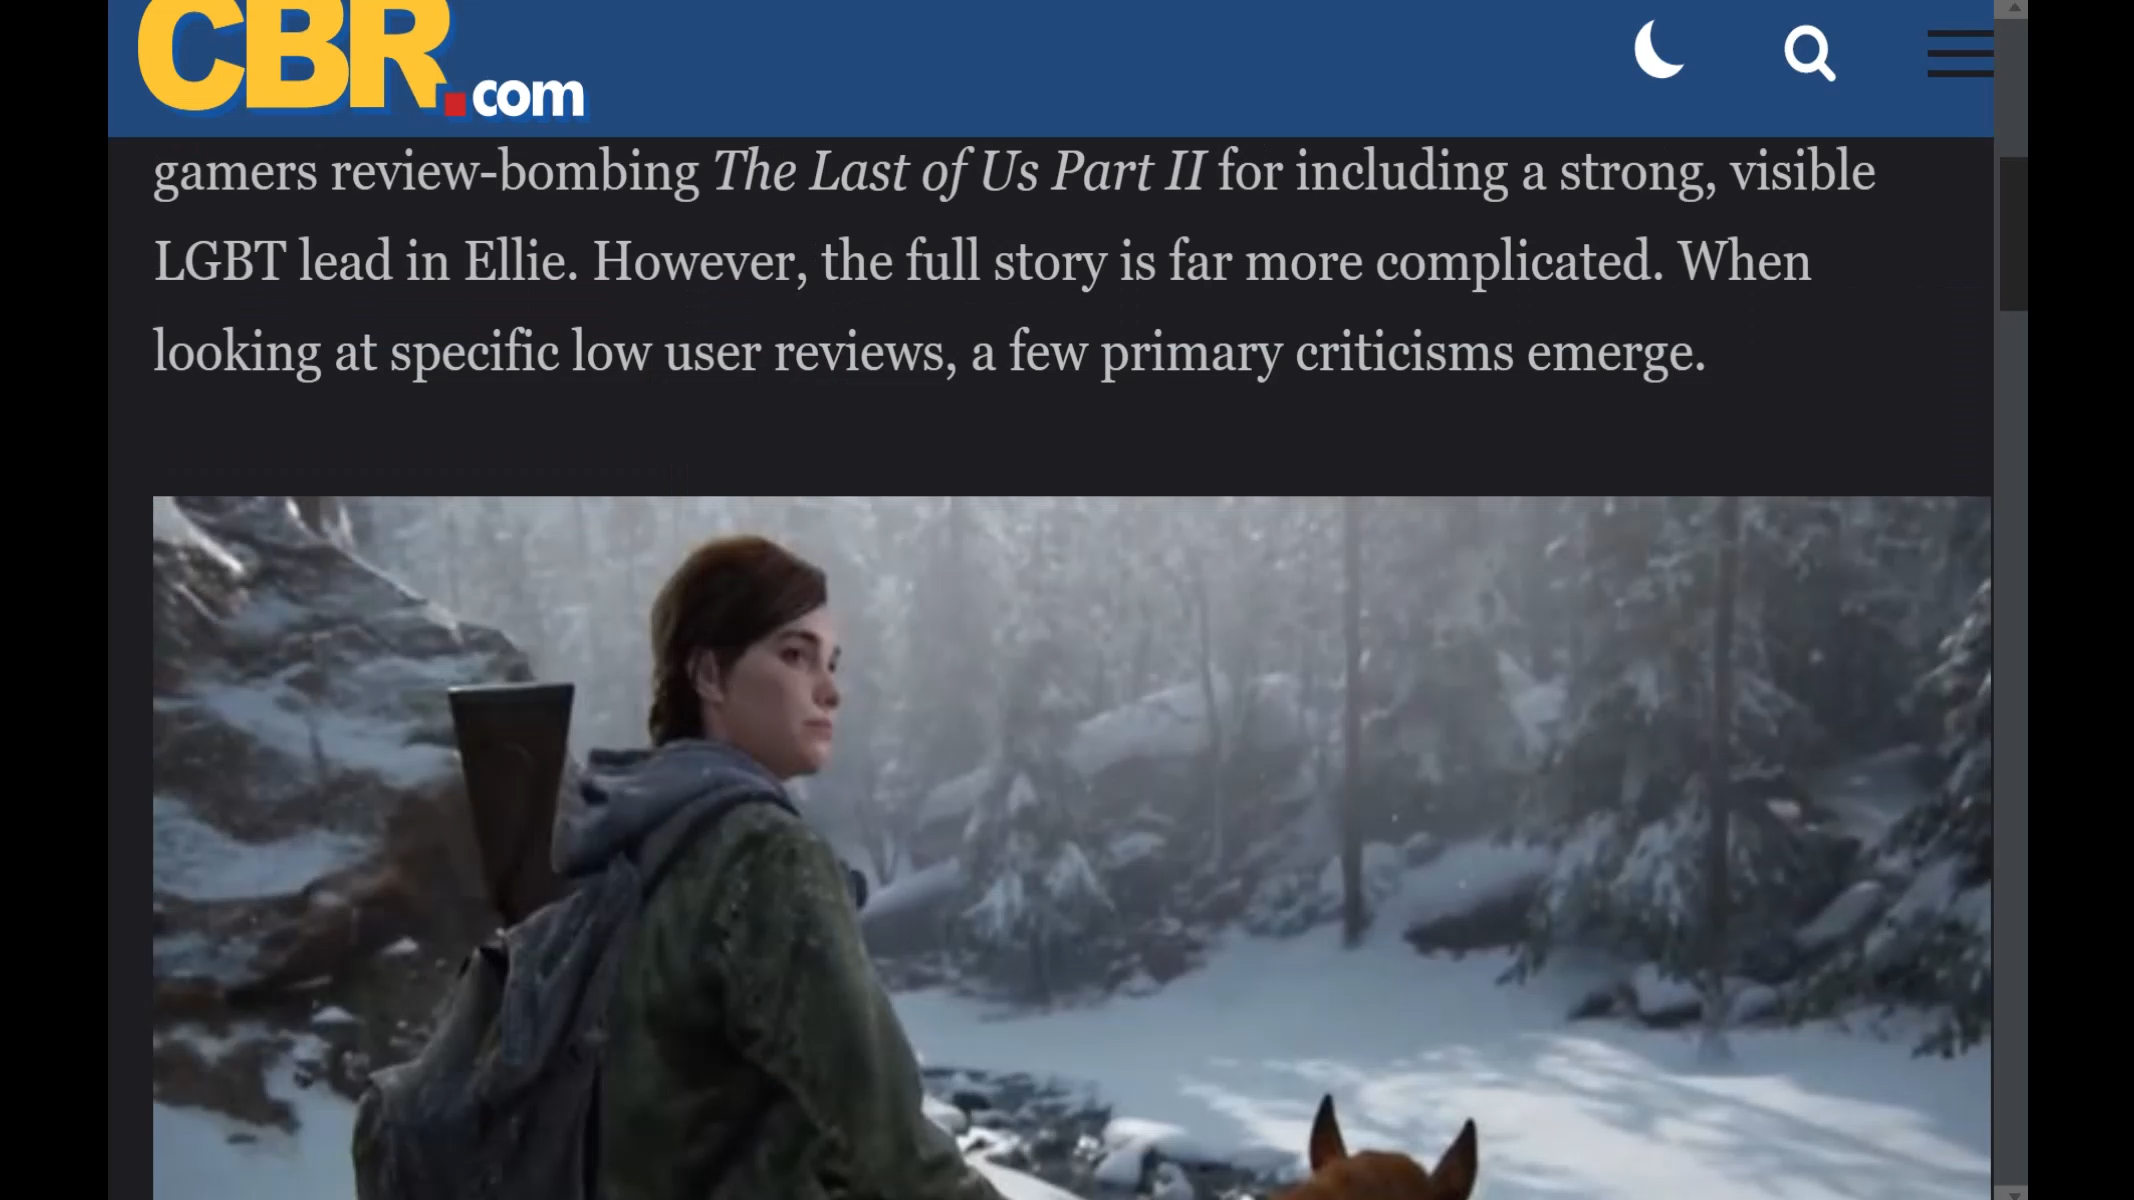 CBR.com
gamers review-bombing The Last of Us Part II for including a strong, visible
LGBT lead in Ellie. However, the full story is far more complicated. When
looking at specific low user reviews, a few primary criticisms emerge.